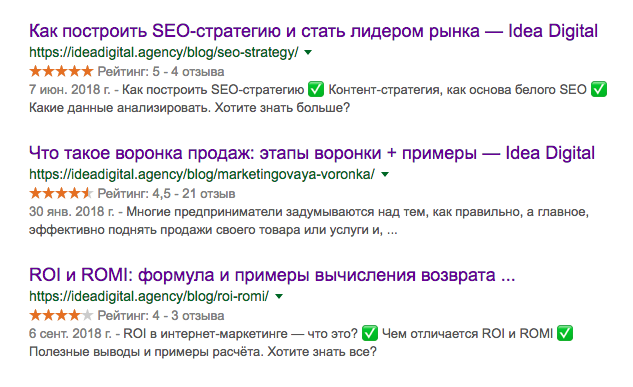 Как построить SEO-стратегию и стать лидером рынка — Idea Digital
https://ideadigital.agency/blog/seo-strategy/
Рейтинг: 5 - 4 отзыва
7 июн. 2018 г. - Как построить SEO-стратегию ✅ Контент-стратегия, как основа белого SEO ✅
Какие данные анализировать. Хотите знать больше?
Что такое воронка продаж: этапы воронки + примеры — Idea Digital
https://ideadigital.agency/blog/marketingovaya-voronka/
Рейтинг: 4,5 - 21 отзыв
30 янв. 2018 г. - Многие предприниматели задумываются над тем, как правильно, а главное,
эффективно поднять продажи своего товара или услуги и, ...
ROI и ROMI: формула и примеры вычисления возврата ...
https://ideadigital.agency/blog/roi-romi/
Рейтинг: 4 - 3 отзыва
6 сент. 2018 г. - ROI в интернет-маркетинге — что это? ✅ Чем отличается ROI и ROMI ✅
Полезные выводы и примеры расчёта. Хотите знать все?